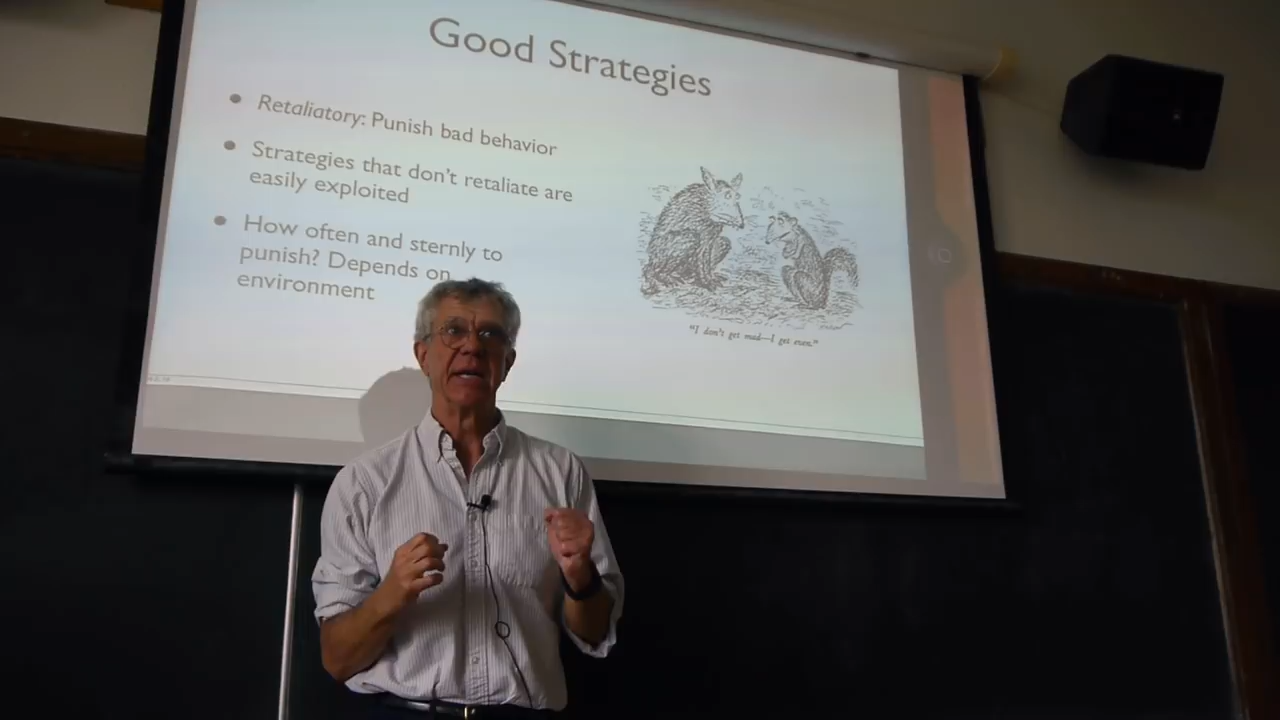 Good Strategies
Retaliatory: Punish bad behavior
Strategies that don't retaliate are
easily exploited
How often and sternly to
punish? Depends on
environment
"I don't get mad—I get even."